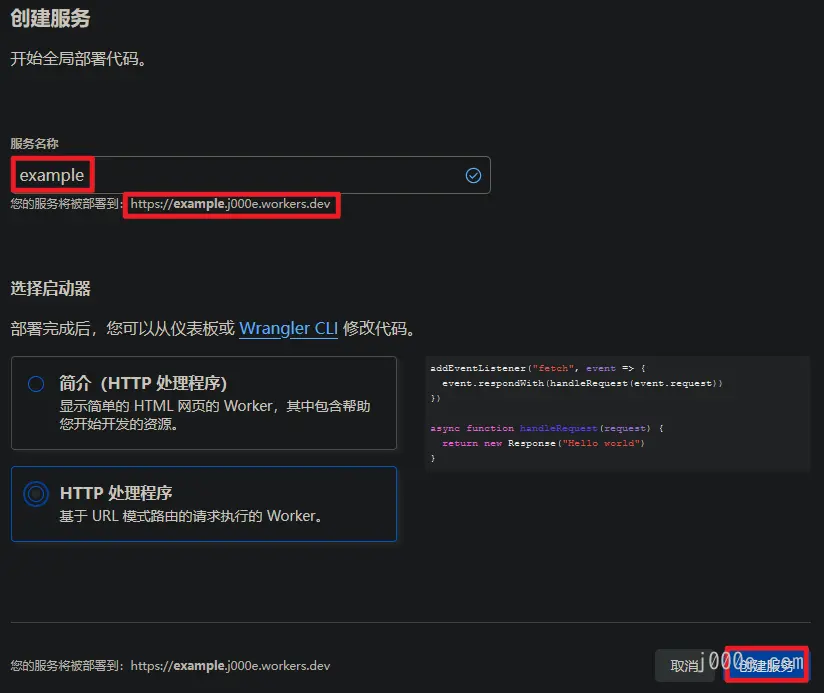 创建服务
开始全局部署代码。
服务名称
example
您的服务将被部署到: https://example.j000e.workers.dev
选择启动器
部署完成后，您可以从仪表板或 Wrangler CLI 修改代码。
简介（HTTP 处理程序)
显示简单的 HTML 网页的 Worker，其中包含帮助
您开始开发的资源。
HTTP 处理程序
基于 URL 模式路由的请求执行的 Worker。
addEventListener("fetch", event => {
  event.respondWith(handleRequest(event.request))
})
async function handleRequest(request) {
  return new Response("Hello world")
}
您的服务将被部署到：https://example.j000e.workers.dev
取消
创建服务
j000e.com